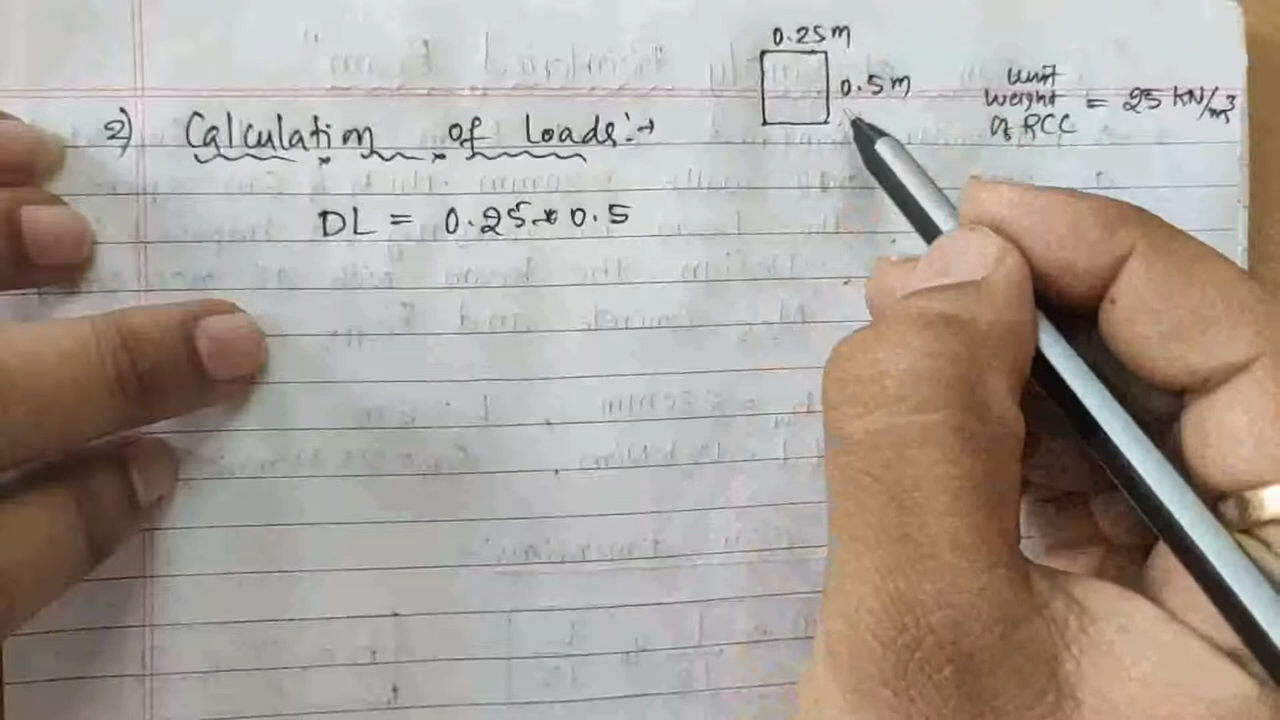 0.25m
0.5m
Unit
weight = 25 KN/m3
of RCC
2) Calculation of loads:→
DL = 0.25*0.5